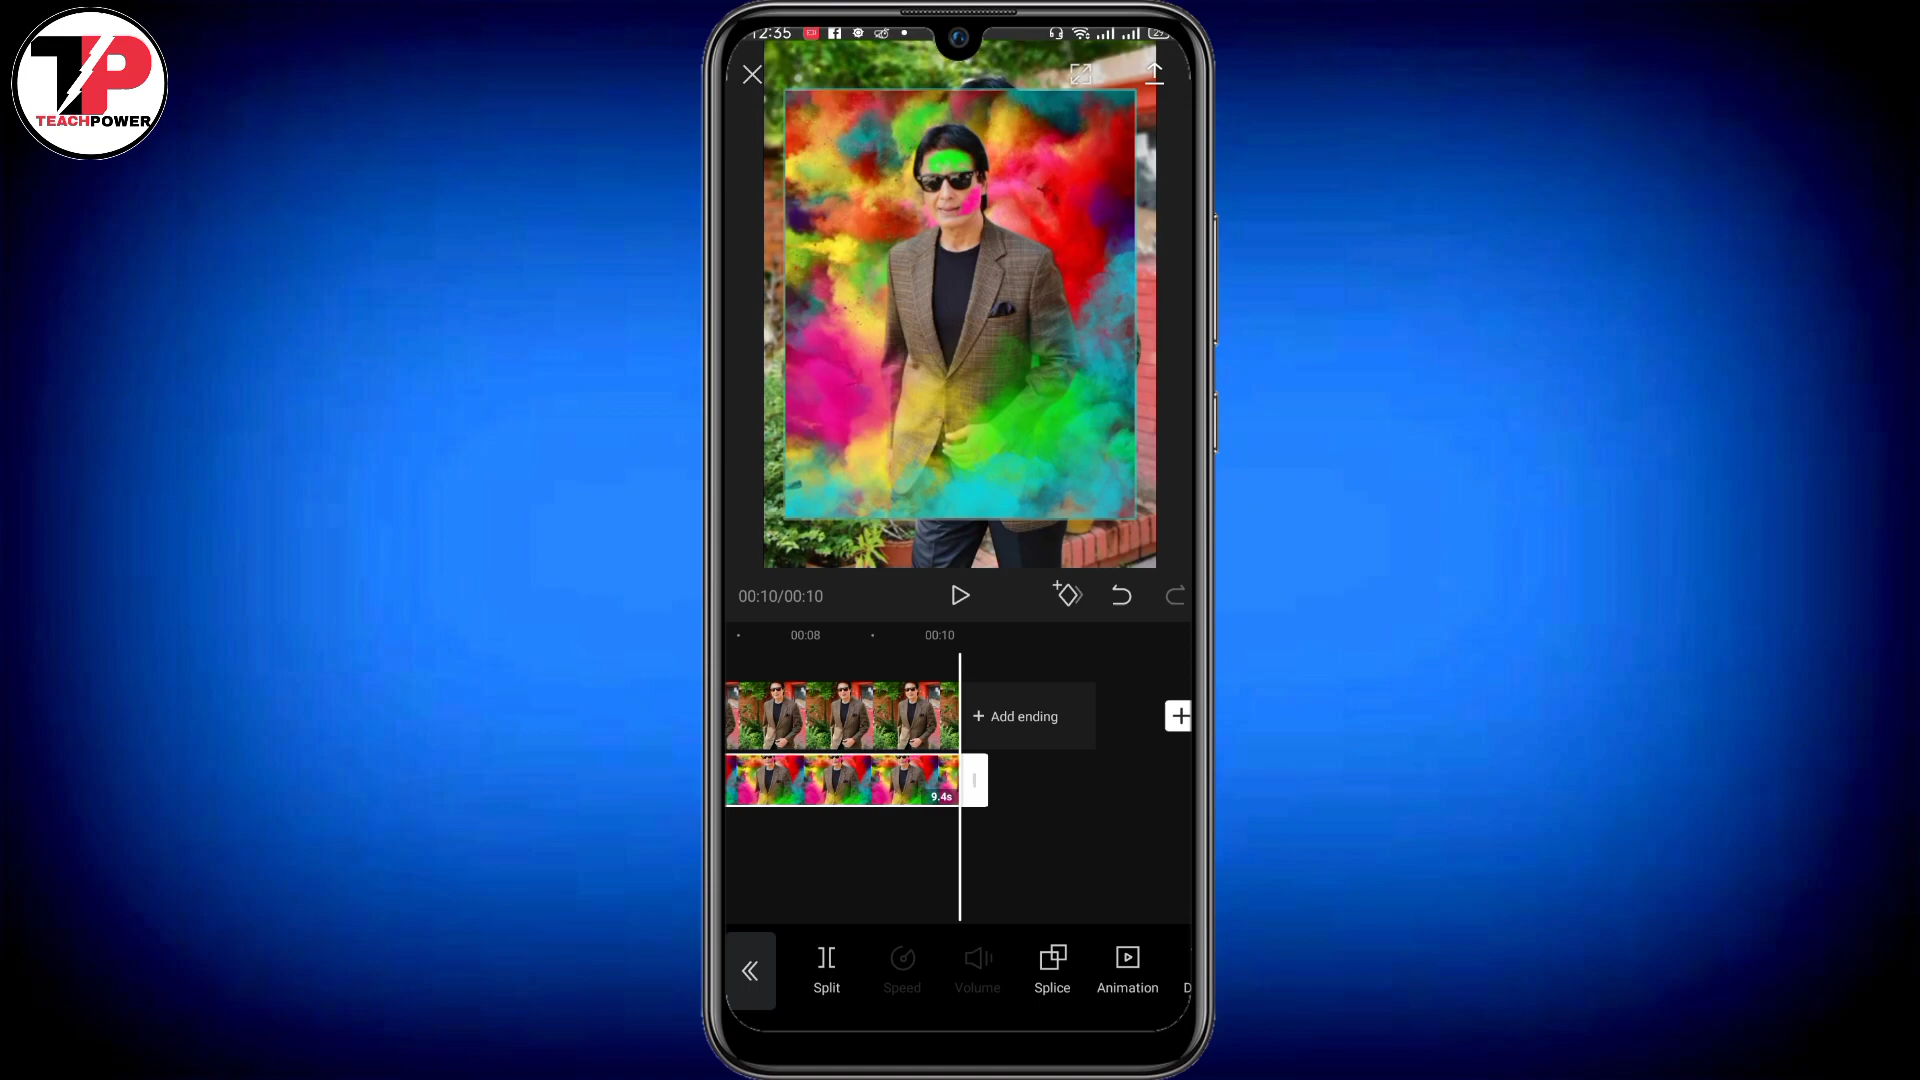 TP
TEACHPOWER
12:35
00:10/00:10
00:08
00:10
+ Add ending
9.4s
Split
Speed
Volume
Splice
Animation
D